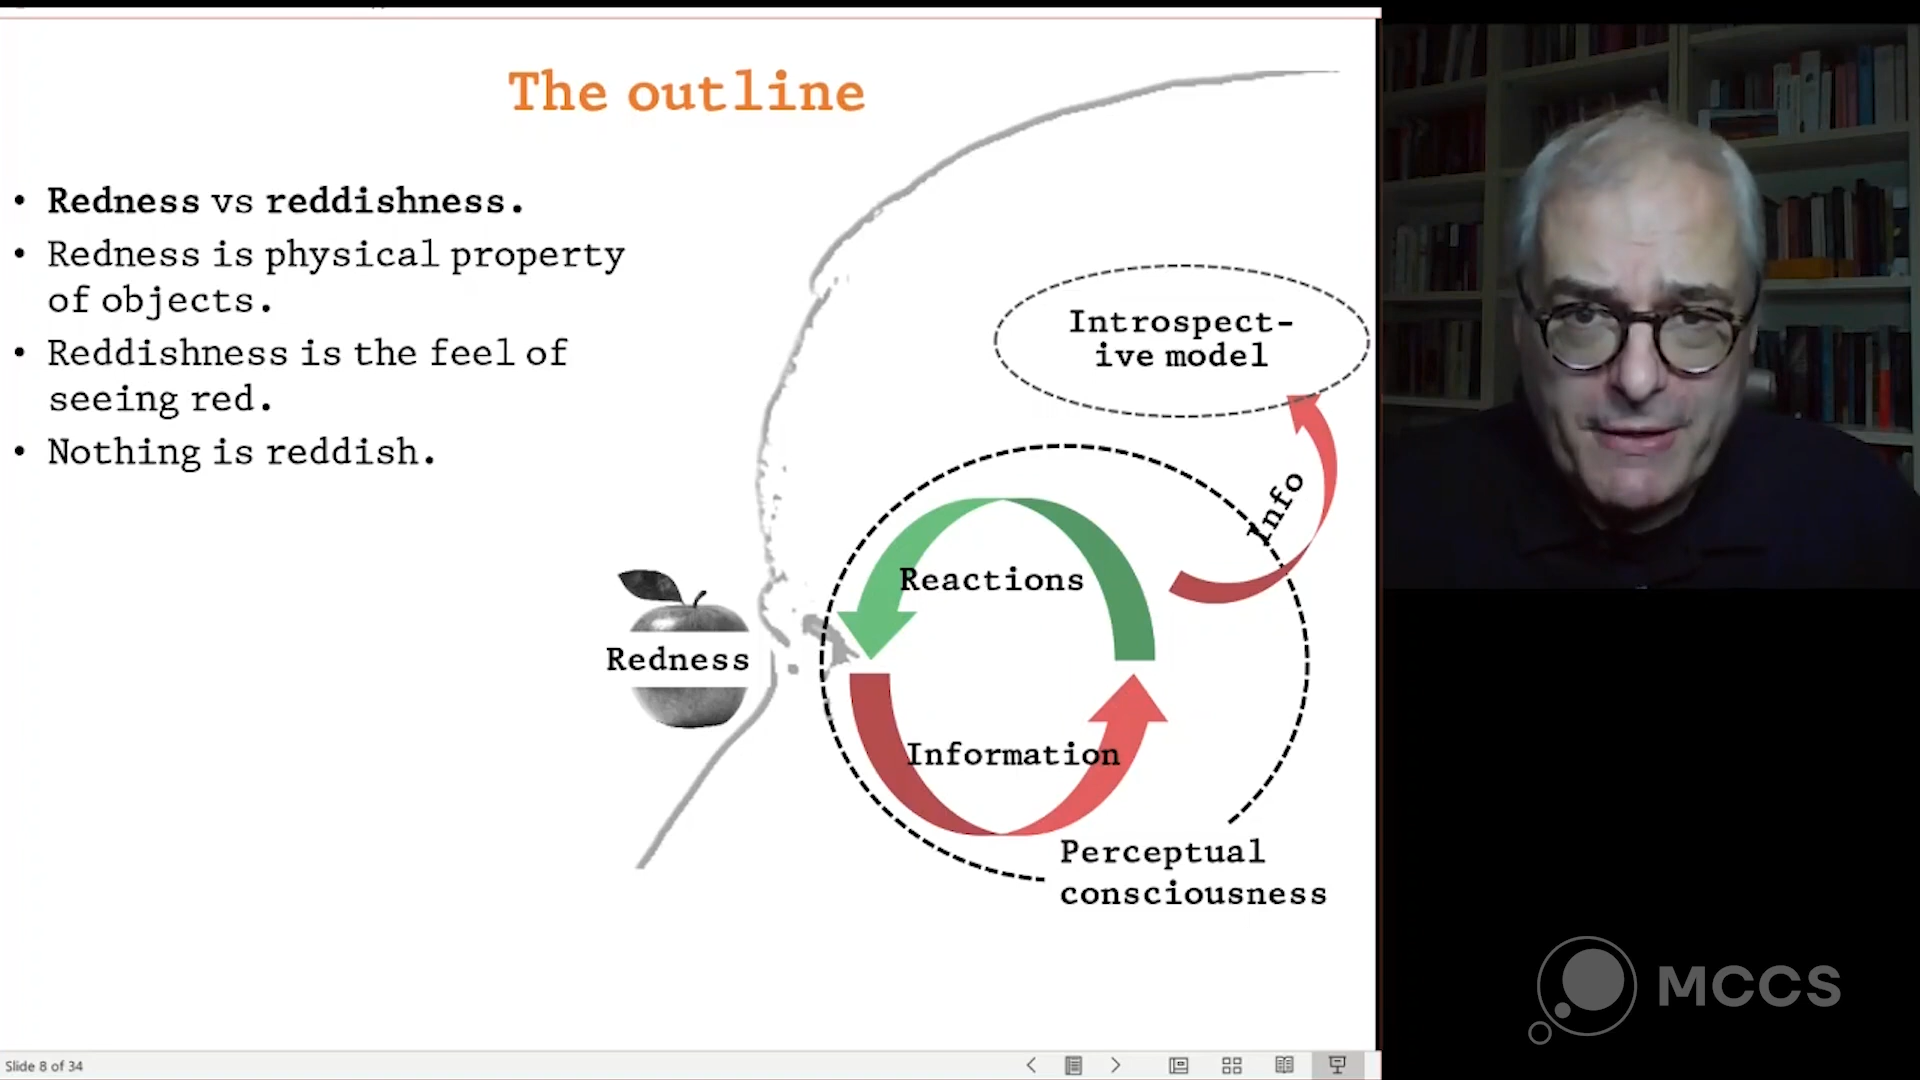 The outline
Redness vs reddishness.
Redness is physical property
of objects.
Reddishness is the feel of
seeing red.
Nothing is reddish.
Introspect-
ive model
Info
Reactions
Redness
Information
Perceptual
consciousness
MCCS
Slide 8 of 34